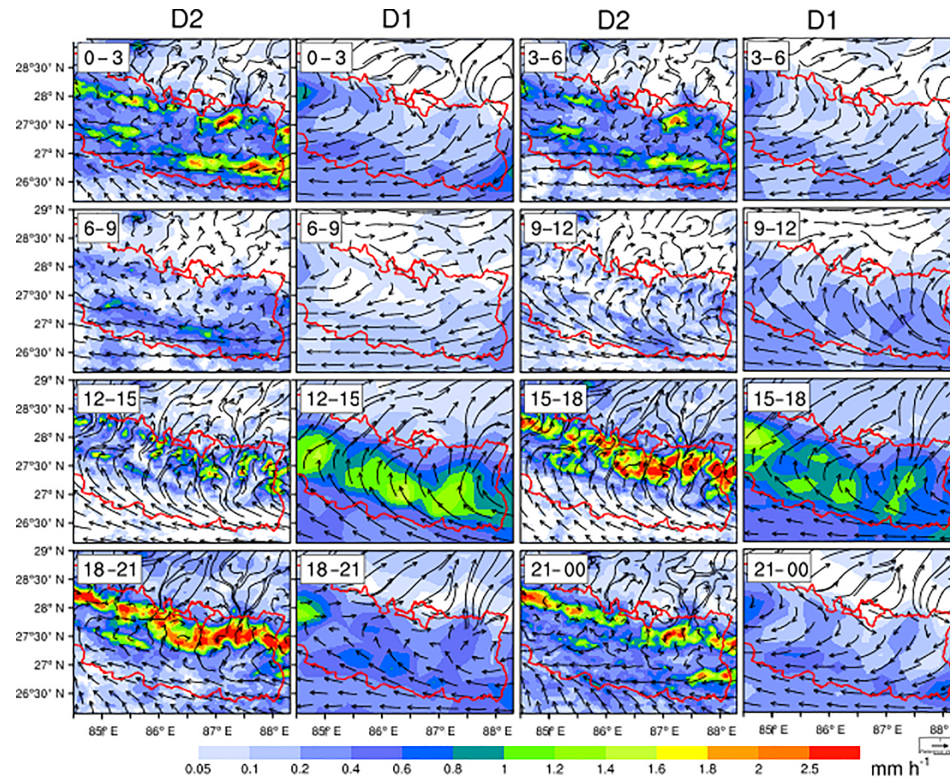 D2 D1 D2 D1
28°30' N 0–3 0–3 3–6 3–6
28° N
27°30' N
27° N
26°30' N
29° N
28°30' N 6–9 6–9 9–12 9–12
28° N
27°30' N
27° N
26°30' N
29° N
28°30' N 12–15 12–15 15–18 15–18
28° N
27°30' N
27° N
26°30' N
29° N
28°30' N 18–21 18–21 21–00 21–00
28° N
27°30' N
27° N
26°30' N
85° E 86° E 87° E 88° E 85° E 86° E 87° E 88° E 85° E 86° E 87° E 88° E 85° E 86° E 87° E 88°
0.05 0.1 0.2 0.4 0.6 0.8 1 1.2 1.4 1.6 1.8 2 2.5 mm h⁻¹